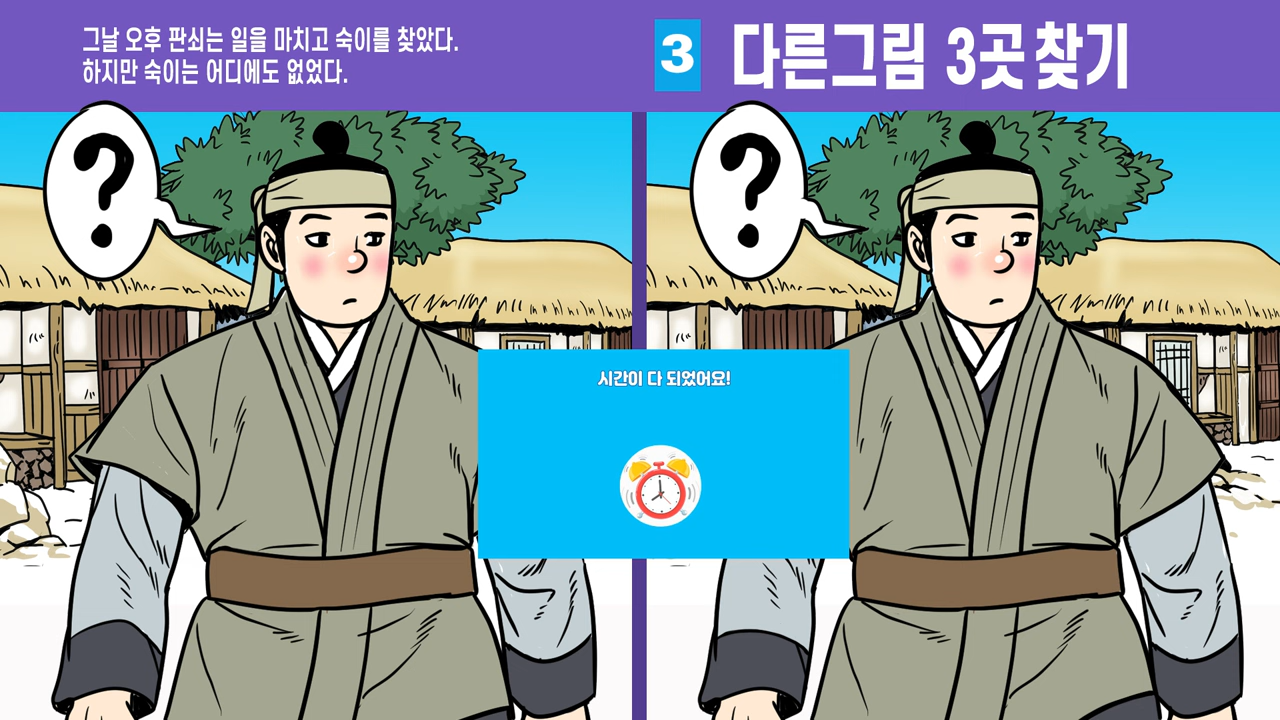 그날 오후 판쇠는 일을 마치고 숙이를 찾았다.
하지만 숙이는 어디에도 없었다.
3 다른그림 3곳 찾기
?
?
시간이 다 되었어요!